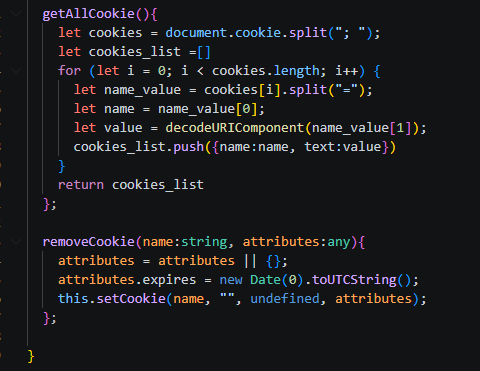 getAllCookie(){
let cookies = document.cookie.split("; ");
let cookies_list =[]
for (let i = 0; i < cookies.length; i++) {
let name_value = cookies[i].split("=");
let name = name_value[0];
let value = decodeURIComponent(name_value[1]);
cookies_list.push({name:name, text:value})
}
return cookies_list
};
removeCookie(name:string, attributes:any){
attributes = attributes || {};
attributes.expires = new Date(0).toUTCString();
this.setCookie(name, "", undefined, attributes);
};
}